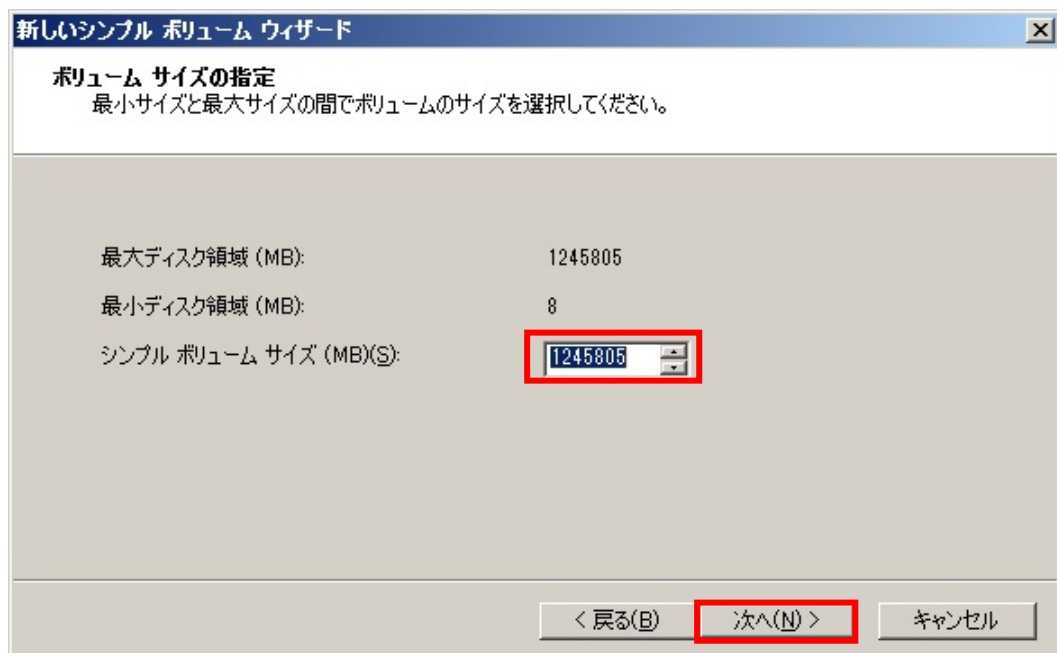 新しいシンプル ボリューム ウィザード
ボリューム サイズの指定
最小サイズと最大サイズの間でボリュームのサイズを選択してください。
最大ディスク領域 (MB): 1245805
最小ディスク領域 (MB): 8
シンプル ボリューム サイズ (MB)(S): 1245805
< 戻る(B) 次へ(N) > キャンセル